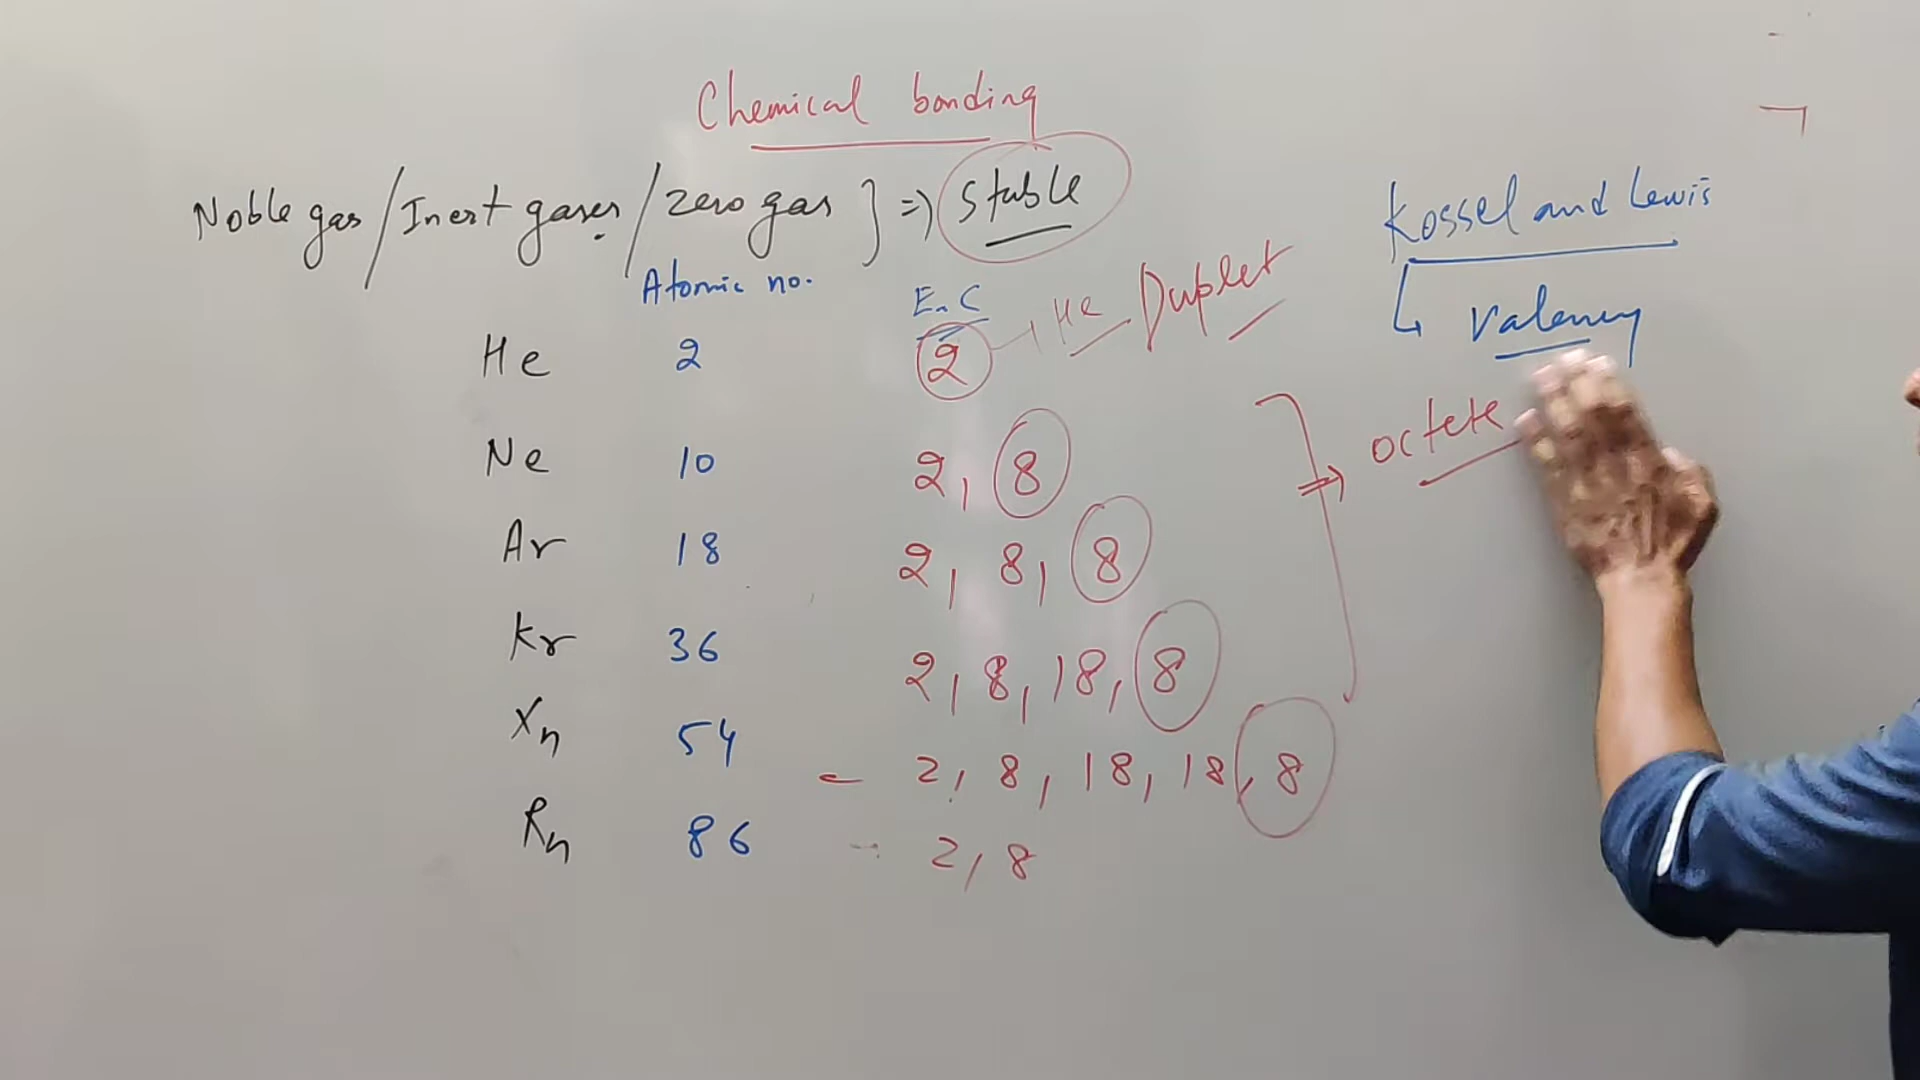 Chemical bonding
Noble gas / Inert gases / zero gas } => Stable
Kossel and Lewis
Atomic no.
E.C
He Duplet
valency
He 2 2
octete
Ne 10 2, 8
Ar 18 2, 8, 8
Kr 36 2, 8, 18, 8
Xn 54 - 2, 8, 18, 18, 8
Rn 86 - 2, 8